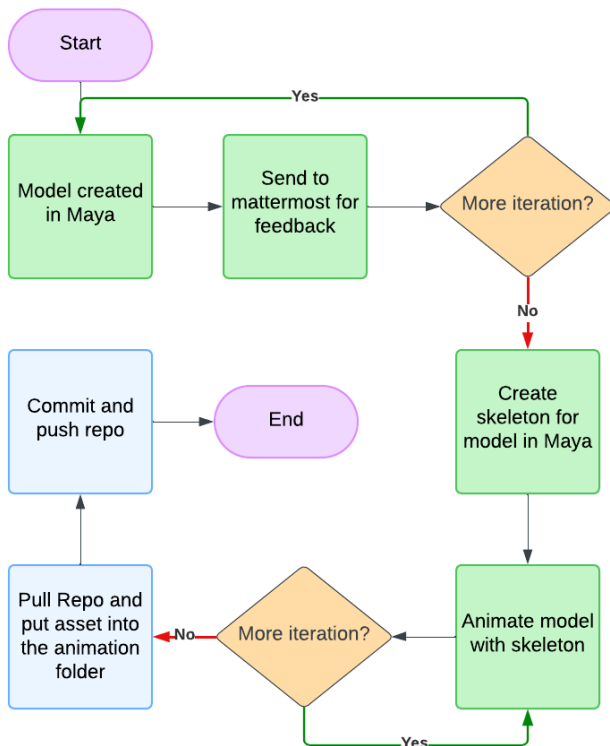 Start
Yes
Model created
in Maya
Send to
mattermost for
feedback
More iteration?
No
Create
skeleton for
model in Maya
Animate model
with skeleton
More iteration?
Yes
No
Pull Repo and
put asset into
the animation
folder
Commit and
push repo
End